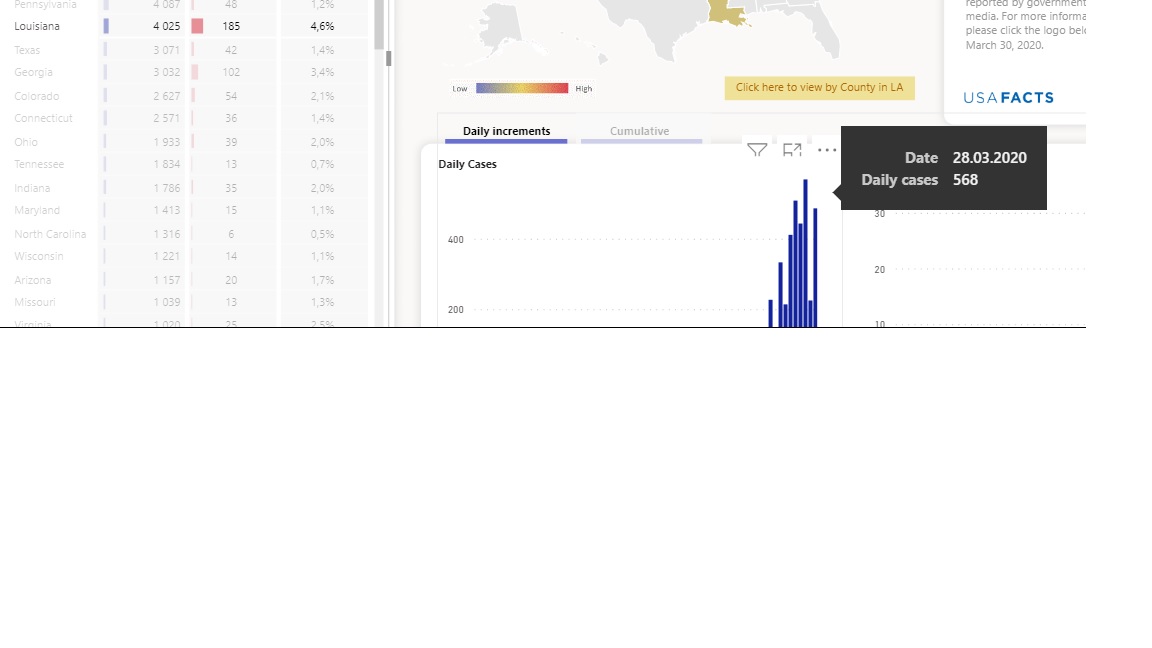 Pennsylvania 4 087 48 1,2%
Louisiana 4 025 185 4,6%
Texas 3 071 42 1,4%
Georgia 3 032 102 3,4%
Colorado 2 627 54 2,1%
Connecticut 2 571 36 1,4%
Ohio 1 933 39 2,0%
Tennessee 1 834 13 0,7%
Indiana 1 786 35 2,0%
Maryland 1 413 15 1,1%
North Carolina 1 316 6 0,5%
Wisconsin 1 221 14 1,1%
Arizona 1 157 20 1,7%
Missouri 1 039 13 1,3%
Virginia 1 020 25 2,5%
Low High
Click here to view by County in LA
reported by government
media. For more informa
please click the logo belo
March 30, 2020.
USAFACTS
Daily increments Cumulative
Daily Cases
Date 28.03.2020
Daily cases 568
400
200
30
20
10